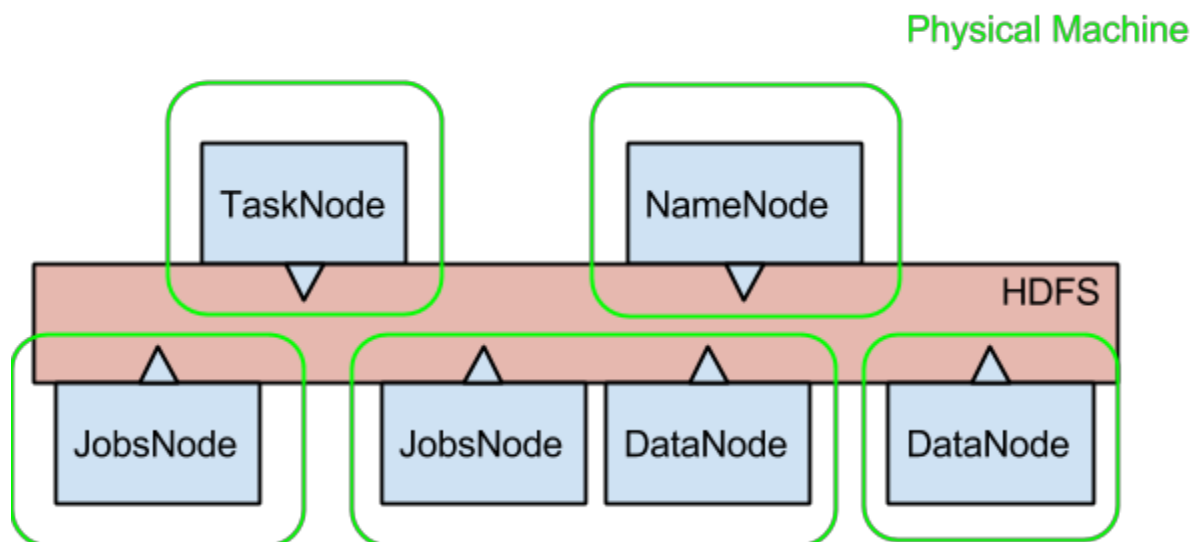 Physical Machine
TaskNode
NameNode
HDFS
JobsNode
JobsNode
DataNode
DataNode